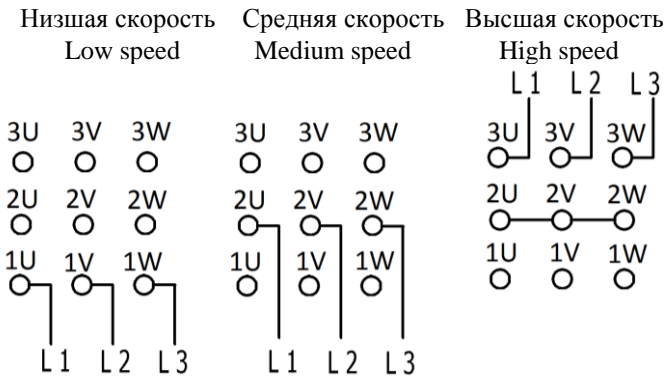 Низшая скорость Средняя скорость Высшая скорость
Low speed Medium speed High speed
L1 L2 L3
3U 3V 3W 3U 3V 3W 3U 3V 3W
2U 2V 2W 2U 2V 2W 2U 2V 2W
1U 1V 1W 1U 1V 1W 1U 1V 1W
L1 L2 L3 L1 L2 L3